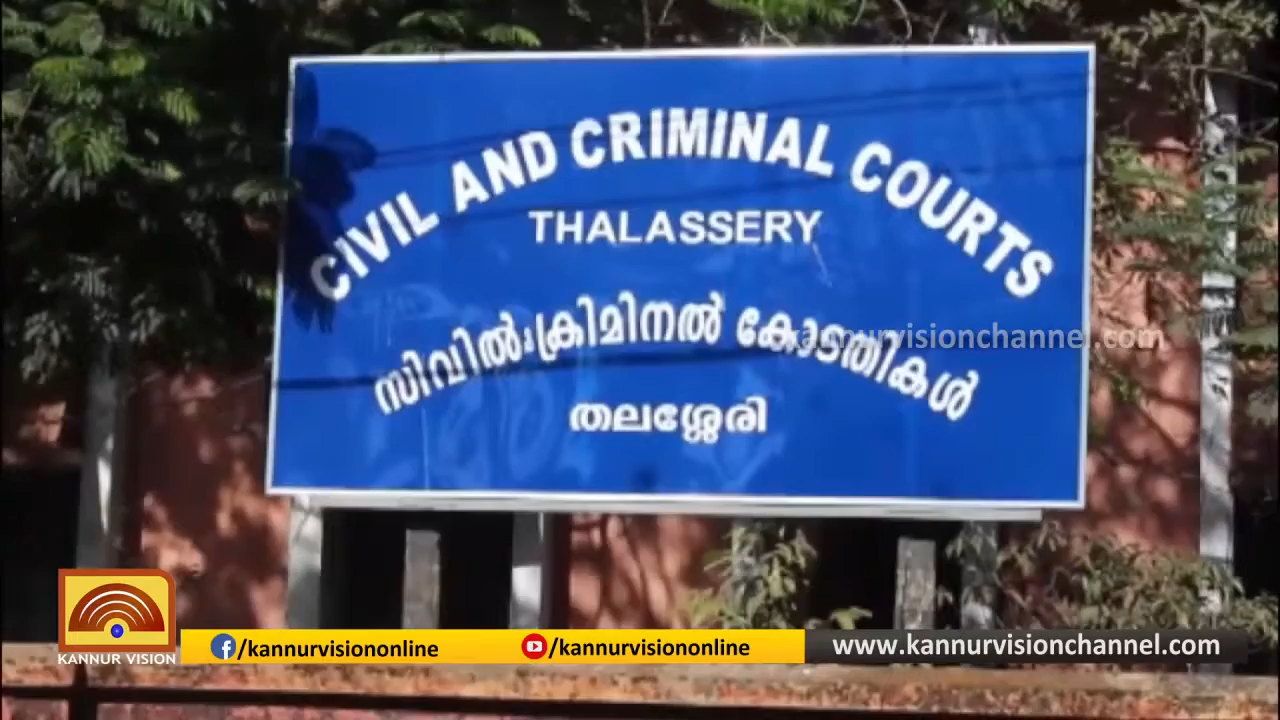 CIVIL AND CRIMINAL COURTS
THALASSERY
സിവിൽ&ക്രിമിനൽ കോടതികൾ
തലശ്ശേരി
kannurvisionchannel.com
KANNUR VISION
/kannurvisiononline
/kannurvisiononline
www.kannurvisionchannel.com